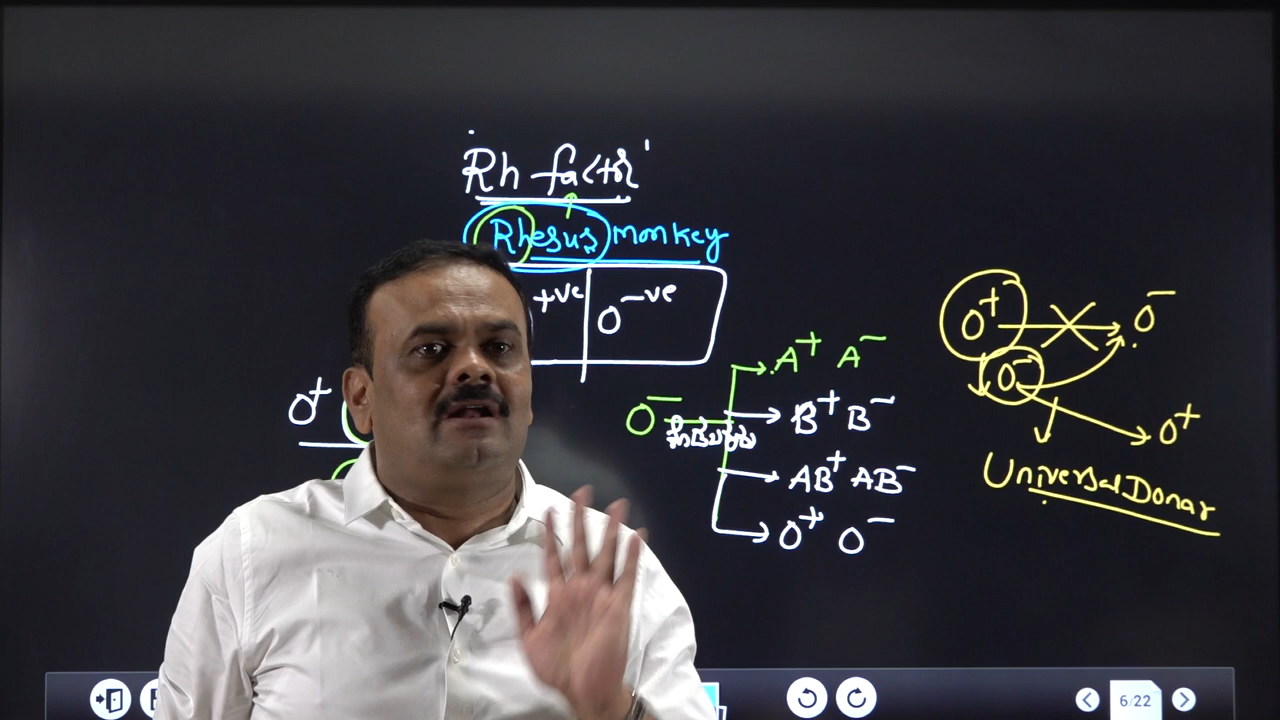 Rh factor
Rhesus monkey
+ve O-ve
O+ O-
O+
A+ A-
O+
O-
B+ B-
AB+ AB-
O+ O-
O-
O+
Universal Donar
6/22